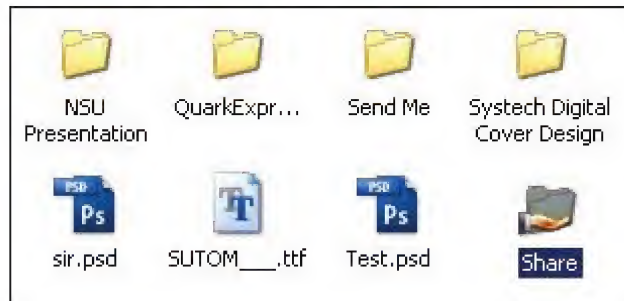 NSU
Presentation
QuarkExpr...
Send Me
Systech Digital
Cover Design
PSD
Ps
sir.psd
TT
SUTOM___.ttf
PSD
Ps
Test.psd
Share